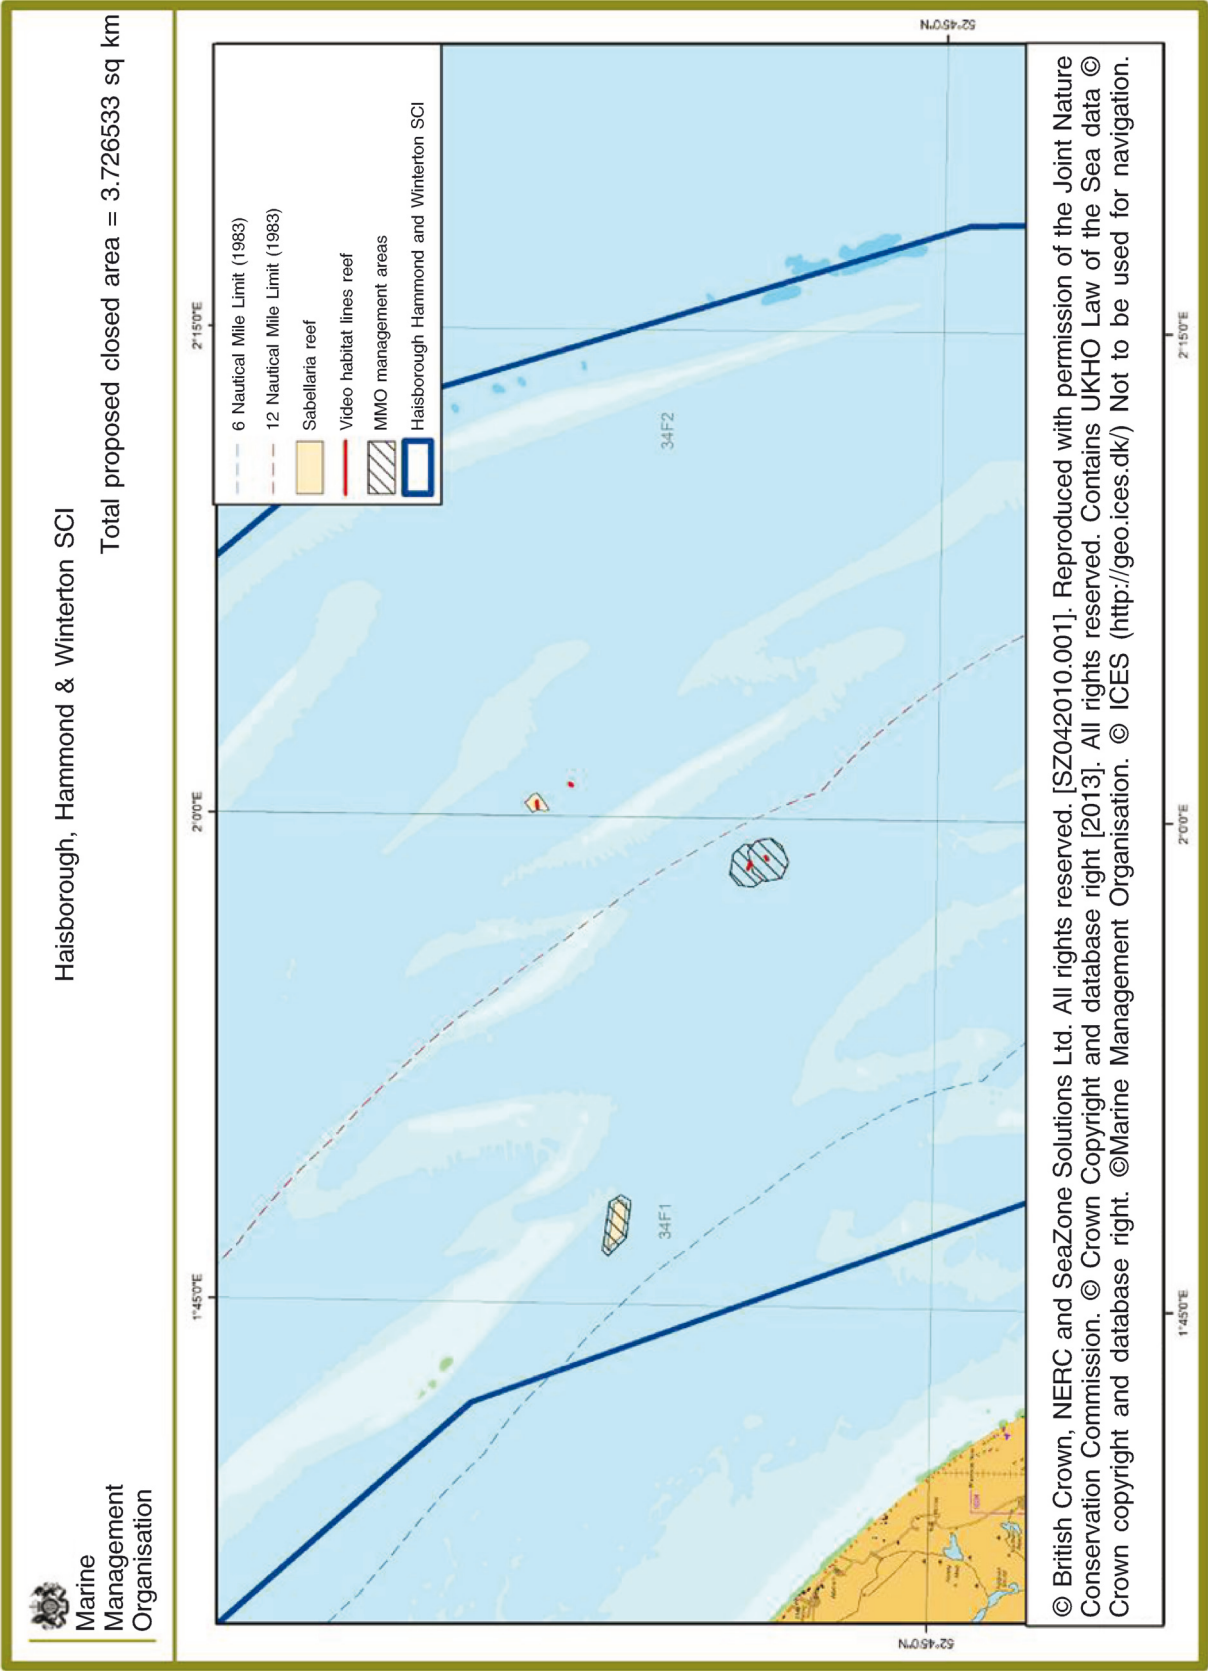 Marine
Management
Organisation
Haisborough, Hammond & Winterton SCI
Total proposed closed area = 3.726533 sq km
1°45'0"E
2°0'0"E
2°15'0"E
6 Nautical Mile Limit (1983)
12 Nautical Mile Limit (1983)
Sabellaria reef
Video habitat lines reef
MMO management areas
Haisborough Hammond and Winterton SCI
34F1
34F2
52°45'0"N
52°45'0"N
1°45'0"E
2°0'0"E
2°15'0"E
© British Crown, NERC and SeaZone Solutions Ltd. All rights reserved. [SZ042010.001]. Reproduced with permission of the Joint Nature
Conservation Commission. © Crown Copyright and database right [2013]. All rights reserved. Contains UKHO Law of the Sea data ©
Crown copyright and database right. ©Marine Management Organisation. © ICES (http://geo.ices.dk/) Not to be used for navigation.